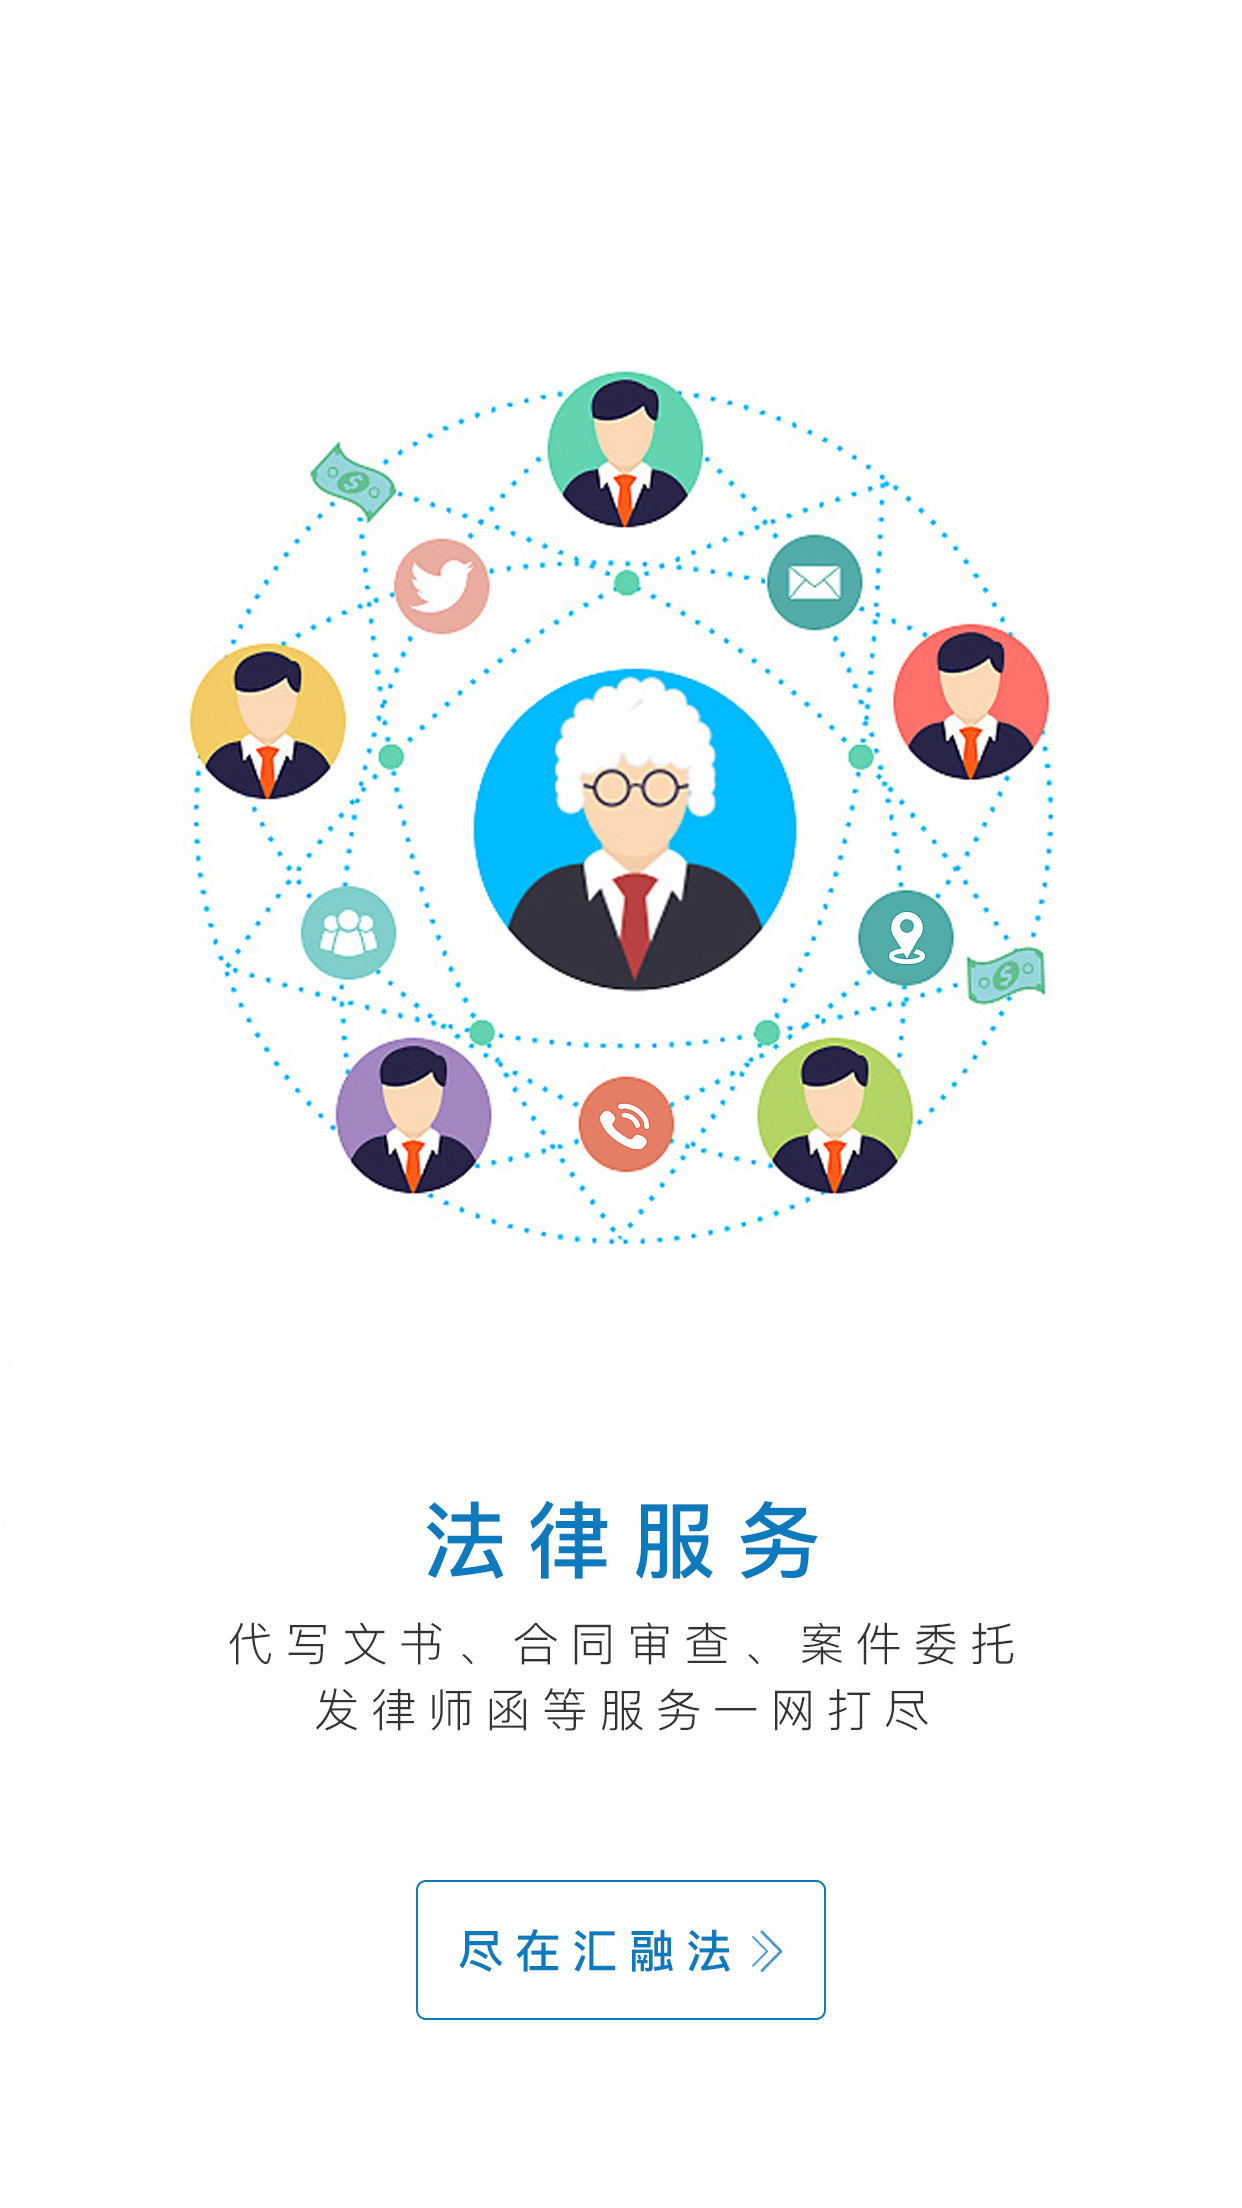 法律服务
代写文书、合同审查、案件委托
发律师函等服务一网打尽
尽在汇融法